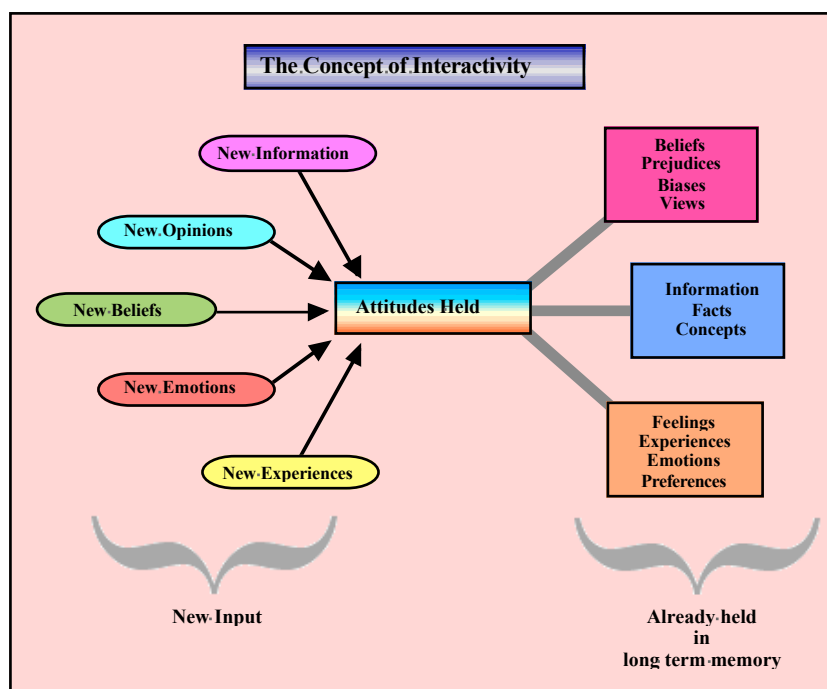 The Concept of Interactivity
New Information
New Opinions
New Beliefs
New Emotions
New Experiences
Attitudes Held
Beliefs
Prejudices
Biases
Views
Information
Facts
Concepts
Feelings
Experiences
Emotions
Preferences
New Input
Already held
in
long term memory